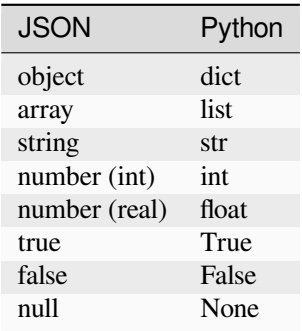 JSON Python
object dict
array list
string str
number (int) int
number (real) float
true True
false False
null None